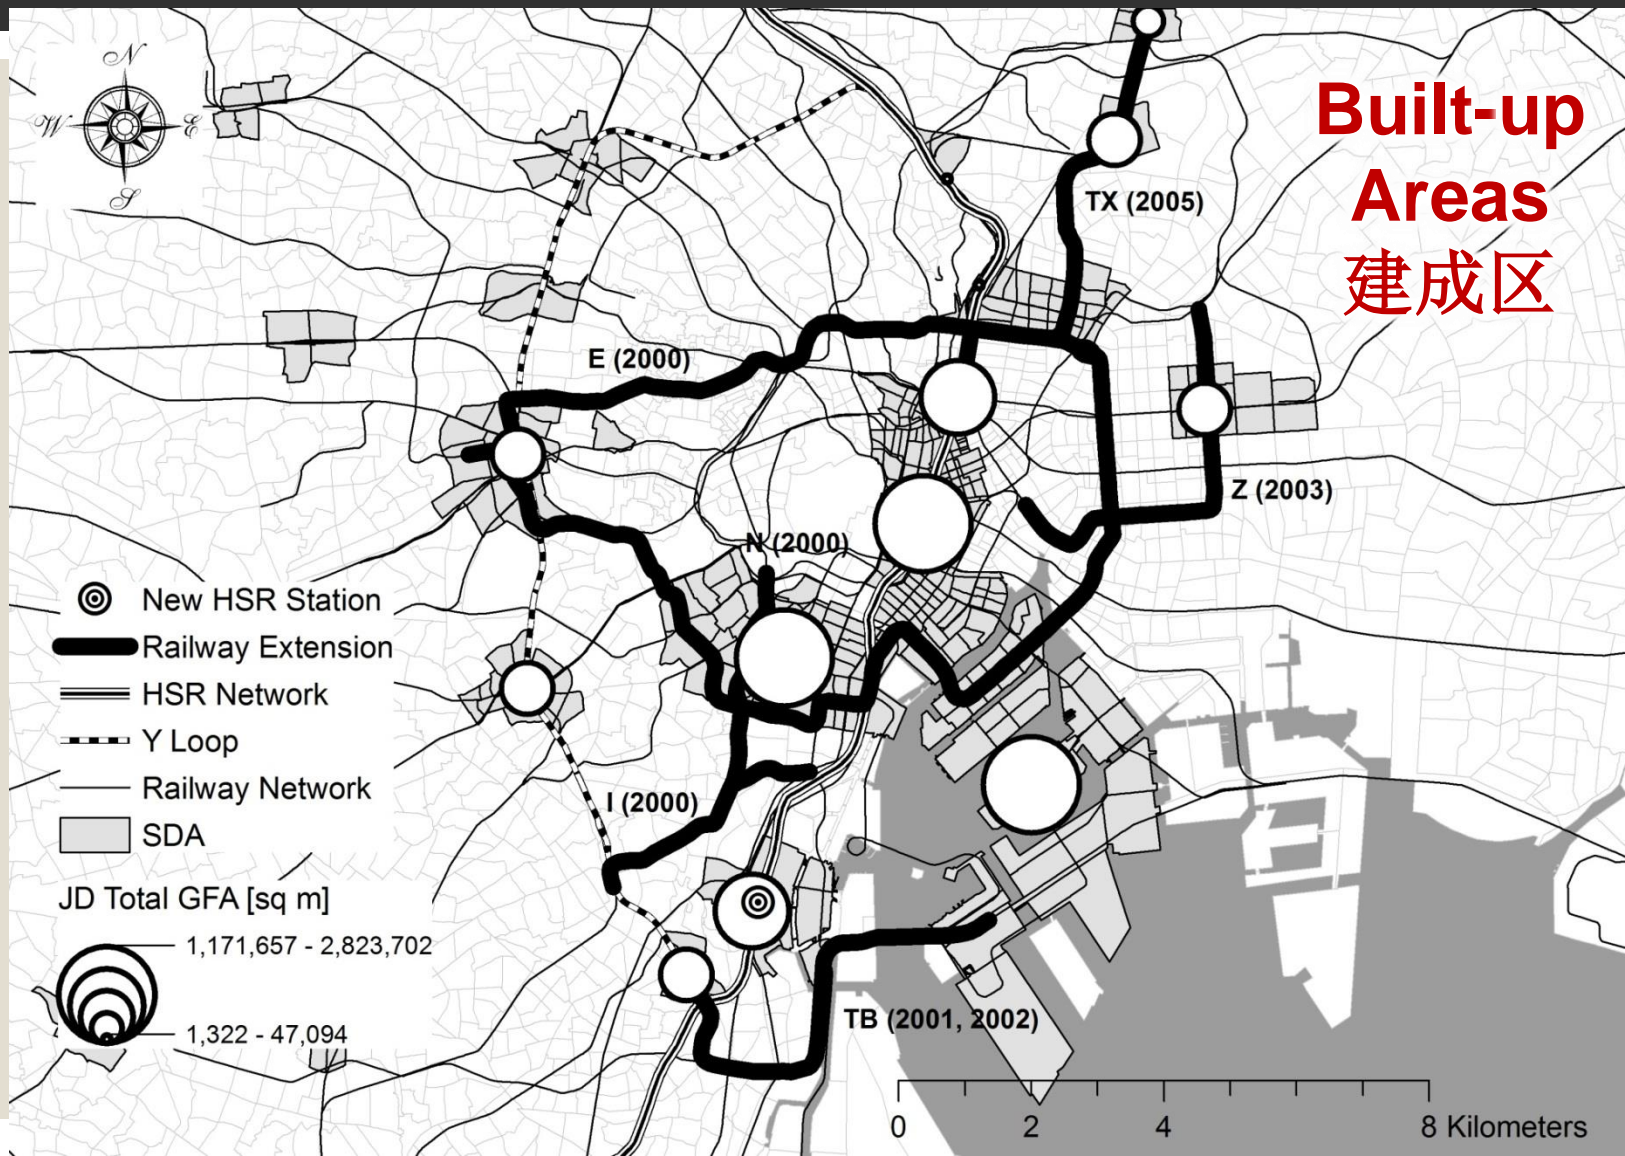 Built-up
Areas
建成区
N
W
E
S
TX (2005)
E (2000)
Z (2003)
N (2000)
I (2000)
TB (2001, 2002)
New HSR Station
Railway Extension
HSR Network
Y Loop
Railway Network
SDA
JD Total GFA [sq m]
1,171,657 - 2,823,702
1,322 - 47,094
0 2 4 8 Kilometers